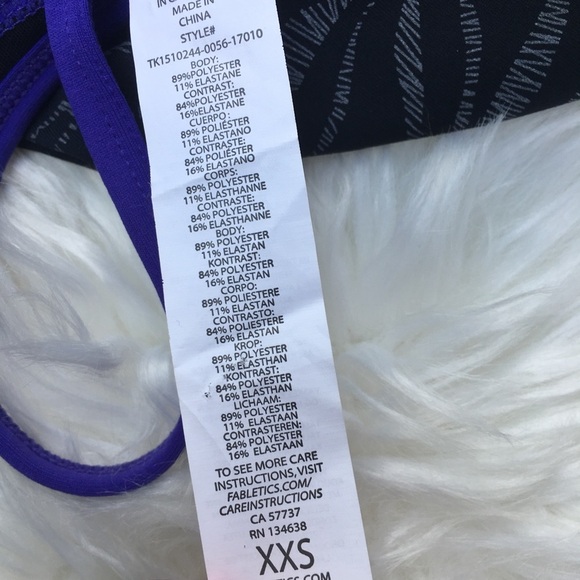 MADE IN
CHINA
STYLE#
TK1510244-0056-17010
BODY:
89%POLYESTER
11% ELASTANE
CONTRAST:
84%POLYESTER
16%ELASTANE
CUERPO:
89% POLIÉSTER
11% ELASTANO
CONTRASTE:
84% POLIÉSTER
16% ELASTANO
CORPS:
89% POLYESTER
11% ELASTHANNE
CONTRASTE:
84% POLYESTER
16% ELASTHANNE
BODY:
89% POLYESTER
11% ELASTAN
KONTRAST:
84% POLYESTER
16% ELASTAN
CORPO:
89% POLIESTERE
11% ELASTAN
CONTRASTO:
84% POLIESTERE
16% ELASTAN
KROP:
89% POLYESTER
11% ELASTHAN
KONTRAST:
84% POLYESTER
16% ELASTHAN
LICHAAM:
89% POLYESTER
11% ELASTAAN
CONTRASTEREN:
84% POLYESTER
16% ELASTAAN
TO SEE MORE CARE
INSTRUCTIONS, VISIT
FABLETICS.COM/
CAREINSTRUCTIONS
CA 57737
RN 134638
XXS